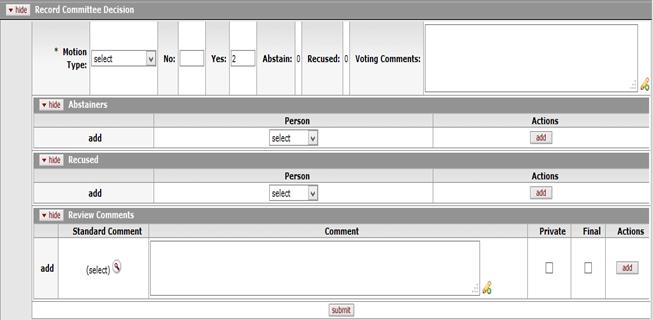 hide Record Committee Decision
* Motion Type: select No: Yes: 2 Abstain: 0 Recused: 0 Voting Comments:
hide Abstainers
Person Actions
add select add
hide Recused
Person Actions
add select add
hide Review Comments
Standard Comment Comment Private Final Actions
add (select) add
submit